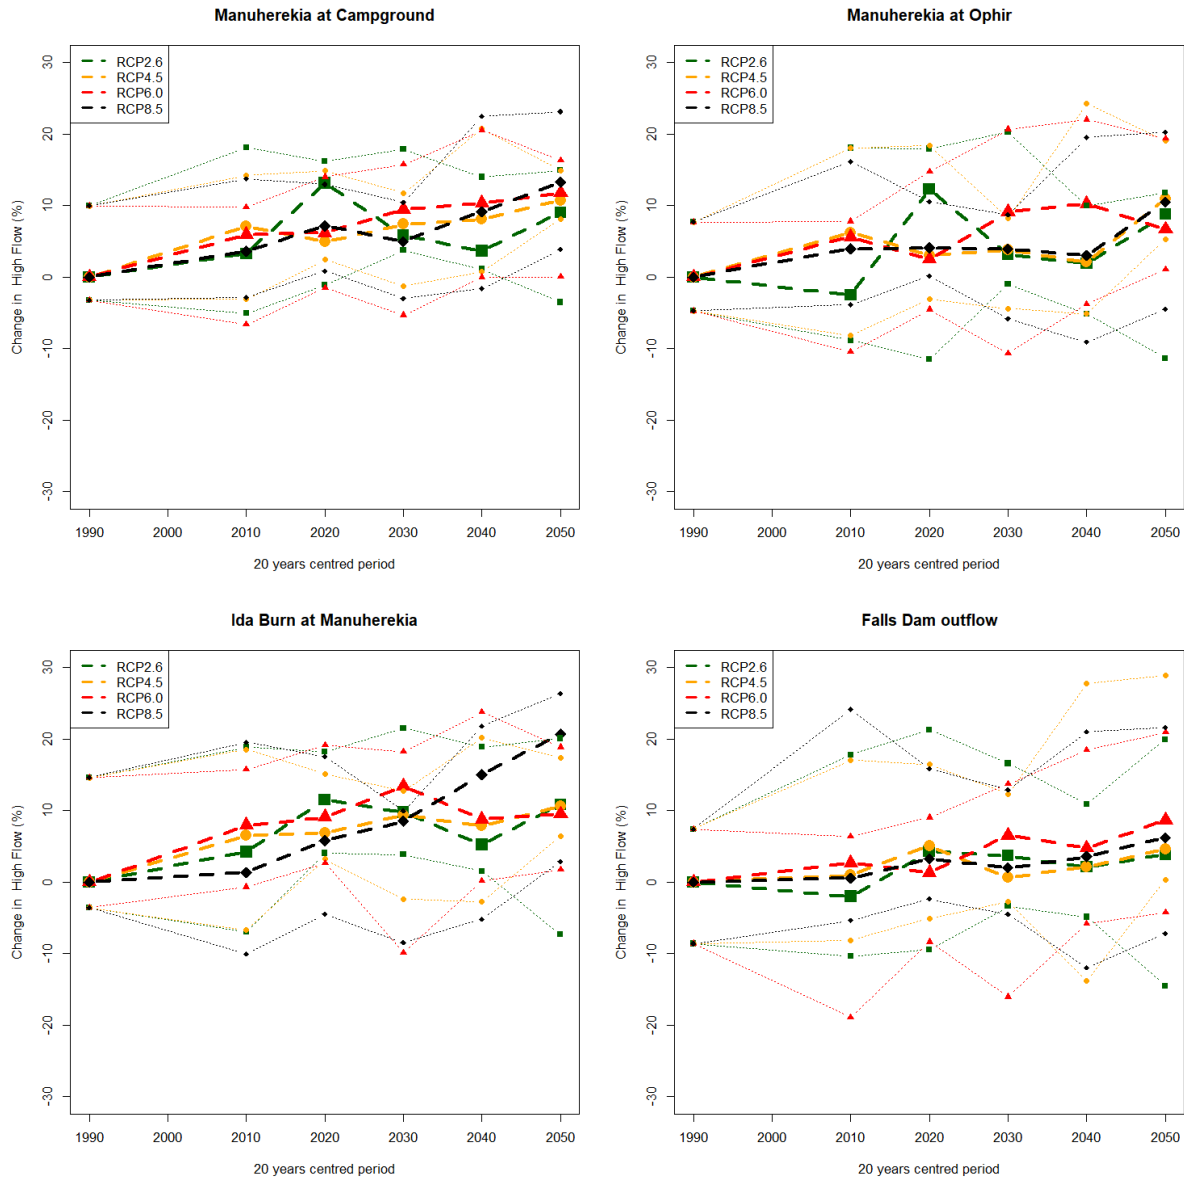 Manuherekia at Campground
RCP2.6
RCP4.5
RCP6.0
RCP8.5
30
20
10
0
-10
-20
-30
Change in High Flow (%)
1990 2000 2010 2020 2030 2040 2050
20 years centred period
Manuherekia at Ophir
RCP2.6
RCP4.5
RCP6.0
RCP8.5
30
20
10
0
-10
-20
-30
Change in High Flow (%)
1990 2000 2010 2020 2030 2040 2050
20 years centred period
Ida Burn at Manuherekia
RCP2.6
RCP4.5
RCP6.0
RCP8.5
30
20
10
0
-10
-20
-30
Change in High Flow (%)
1990 2000 2010 2020 2030 2040 2050
20 years centred period
Falls Dam outflow
RCP2.6
RCP4.5
RCP6.0
RCP8.5
30
20
10
0
-10
-20
-30
Change in High Flow (%)
1990 2000 2010 2020 2030 2040 2050
20 years centred period